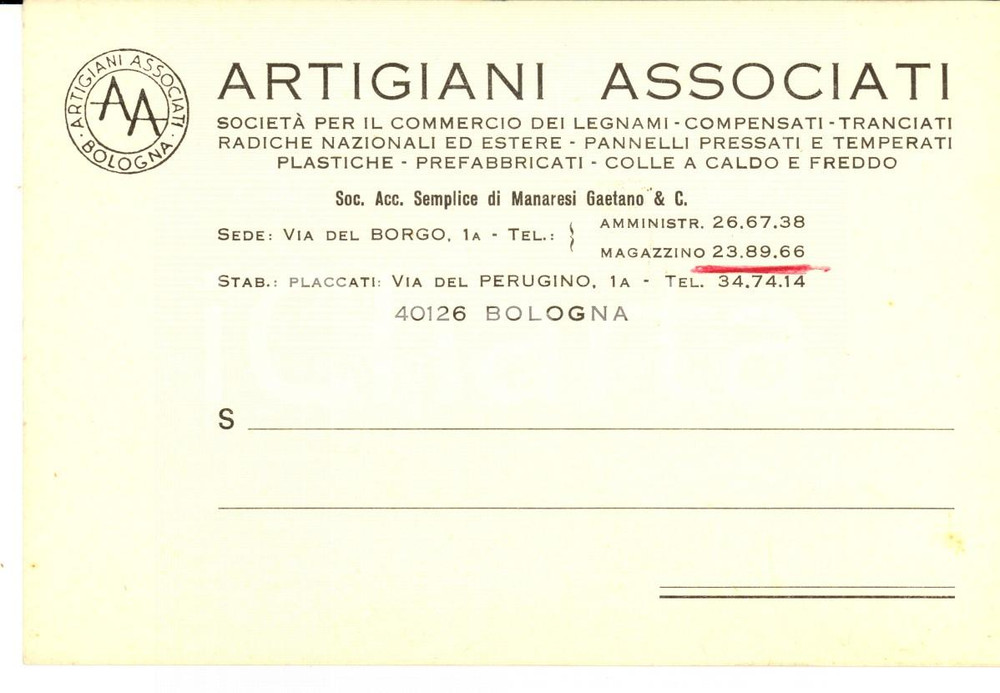 ARTIGIANI ASSOCIATI
· BOLOGNA ·
AA
ARTIGIANI ASSOCIATI
SOCIETÀ PER IL COMMERCIO DEI LEGNAMI - COMPENSATI - TRANCIATI
RADICHE NAZIONALI ED ESTERE - PANNELLI PRESSATI E TEMPERATI
PLASTICHE - PREFABBRICATI - COLLE A CALDO E FREDDO
Soc. Acc. Semplice di Manaresi Gaetano & C.
SEDE: VIA DEL BORGO, 1A - TEL.: { AMMINISTR. 26.67.38
MAGAZZINO 23.89.66
STAB.: PLACCATI: VIA DEL PERUGINO, 1A - TEL. 34.74.14
40126 BOLOGNA
S